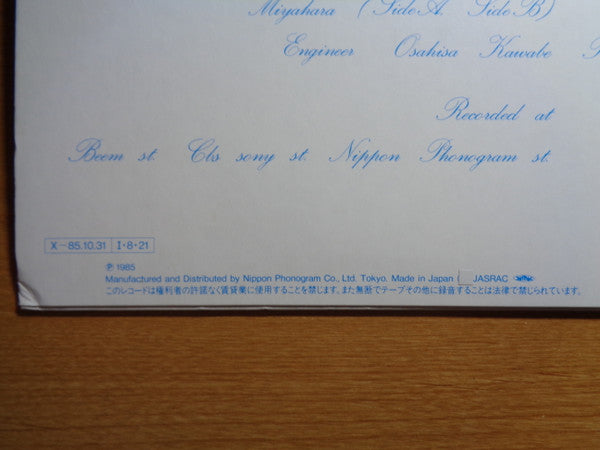 Miyahara (Side A. Side B)
Engineer Osahisa Kawabe
Recorded at
Beem st. Cbs sony st. Nippon Phonogram st.
X－85.10.31 I・8・21
Ⓟ 1985
Manufactured and Distributed by Nippon Phonogram Co., Ltd. Tokyo. Made in Japan JASRAC
このレコードは権利者の許諾なく賃貸業に使用することを禁じます。また無断でテープその他に録音することは法律で禁じられています。